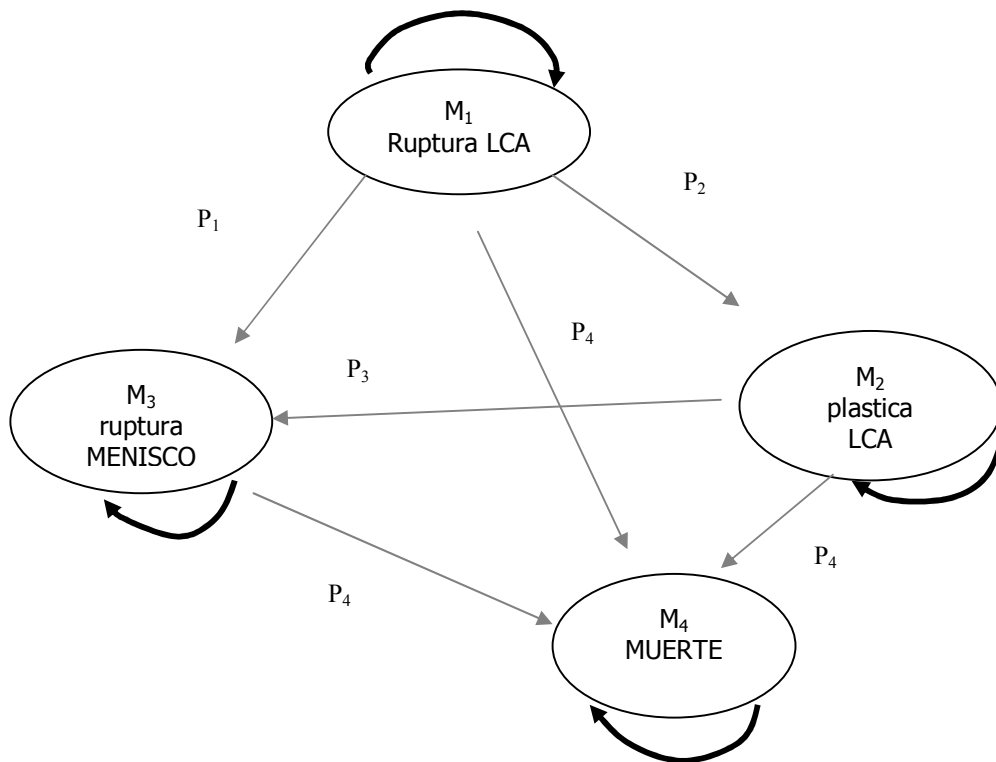 M₁
Ruptura LCA
P₂
P₁
P₄
P₃
M₂
plastica
LCA
M₃
ruptura
MENISCO
P₄
P₄
M₄
MUERTE